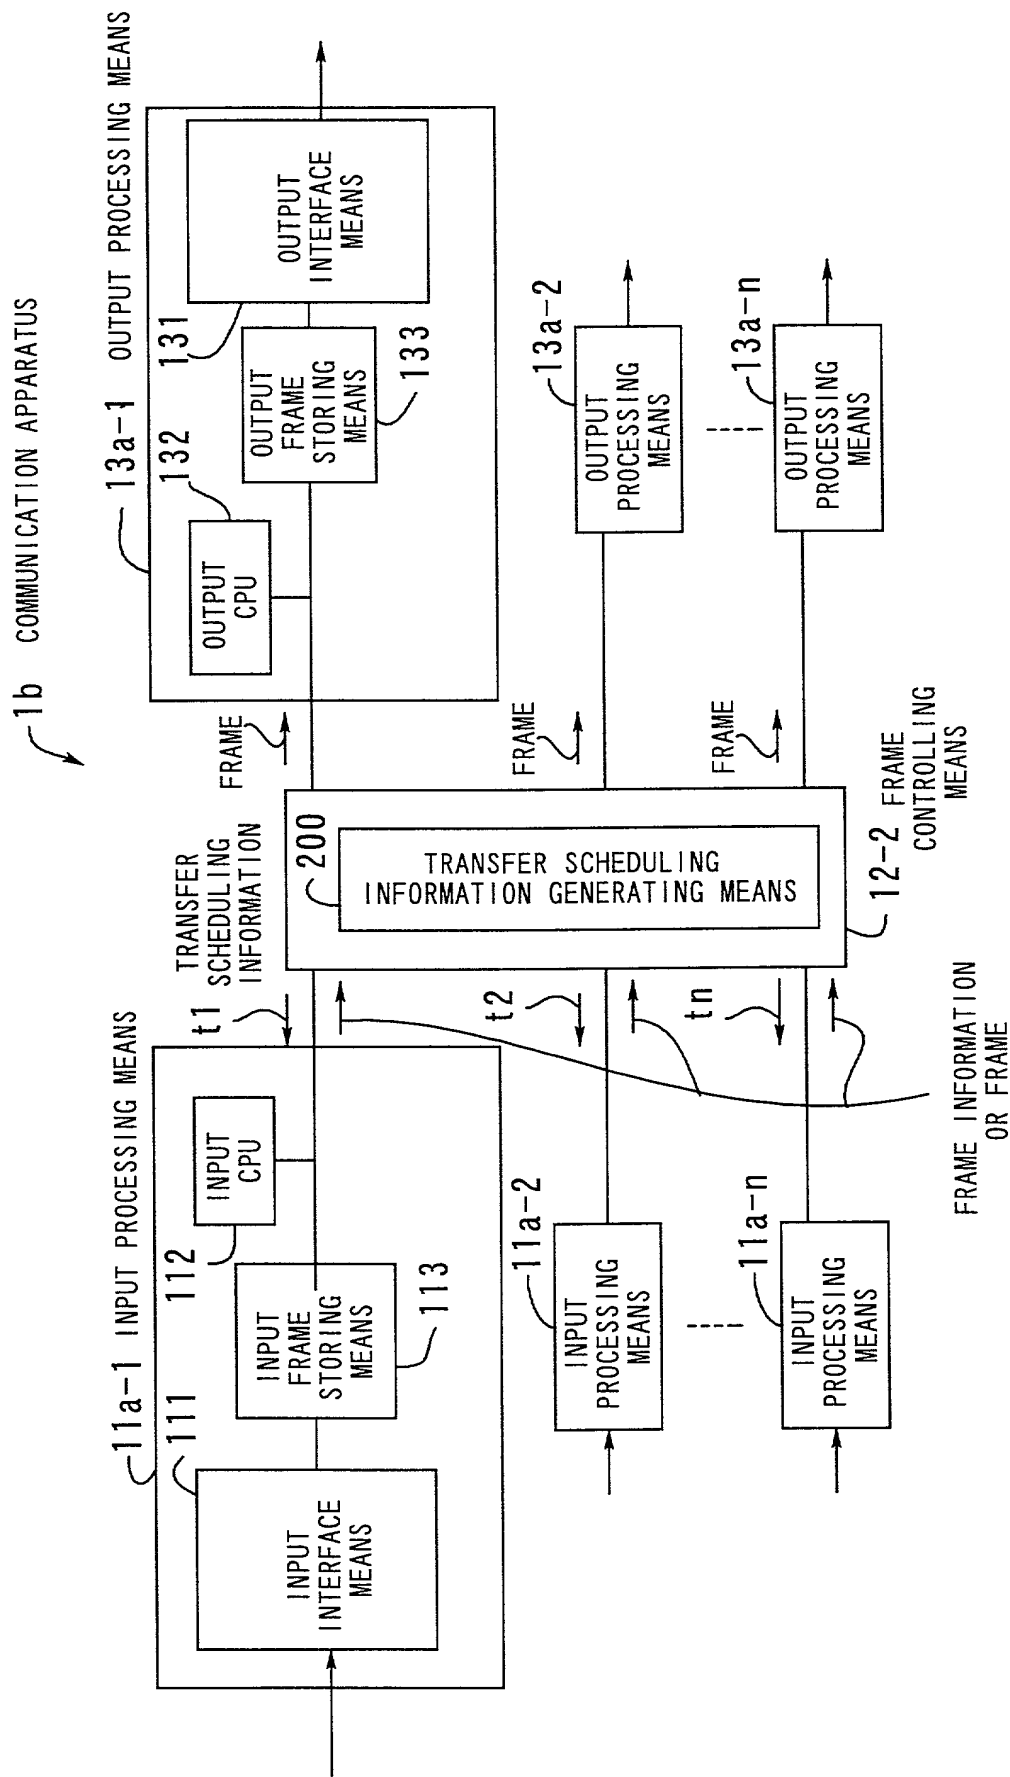 1b COMMUNICATION APPARATUS
11a-1 INPUT PROCESSING MEANS
111
INPUT
INTERFACE
MEANS
112
INPUT
CPU
INPUT
FRAME
STORING
MEANS
113
TRANSFER
SCHEDULING
INFORMATION
t1
200
TRANSFER SCHEDULING
INFORMATION GENERATING MEANS
12-2 FRAME
CONTROLLING
MEANS
FRAME
13a-1 OUTPUT PROCESSING MEANS
132
OUTPUT
CPU
131
OUTPUT
FRAME
STORING
MEANS
133
OUTPUT
INTERFACE
MEANS
11a-2
INPUT
PROCESSING
MEANS
t2
FRAME
13a-2
OUTPUT
PROCESSING
MEANS
11a-n
INPUT
PROCESSING
MEANS
tn
FRAME
13a-n
OUTPUT
PROCESSING
MEANS
FRAME INFORMATION
OR FRAME